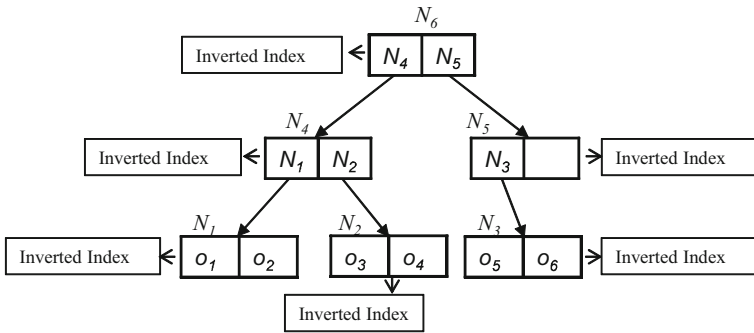 N6
Inverted Index
N4 N5
N4
N5
Inverted Index
N1 N2
N3
Inverted Index
N1
N2
N3
Inverted Index
o1 o2
o3 o4
o5 o6
Inverted Index
Inverted Index